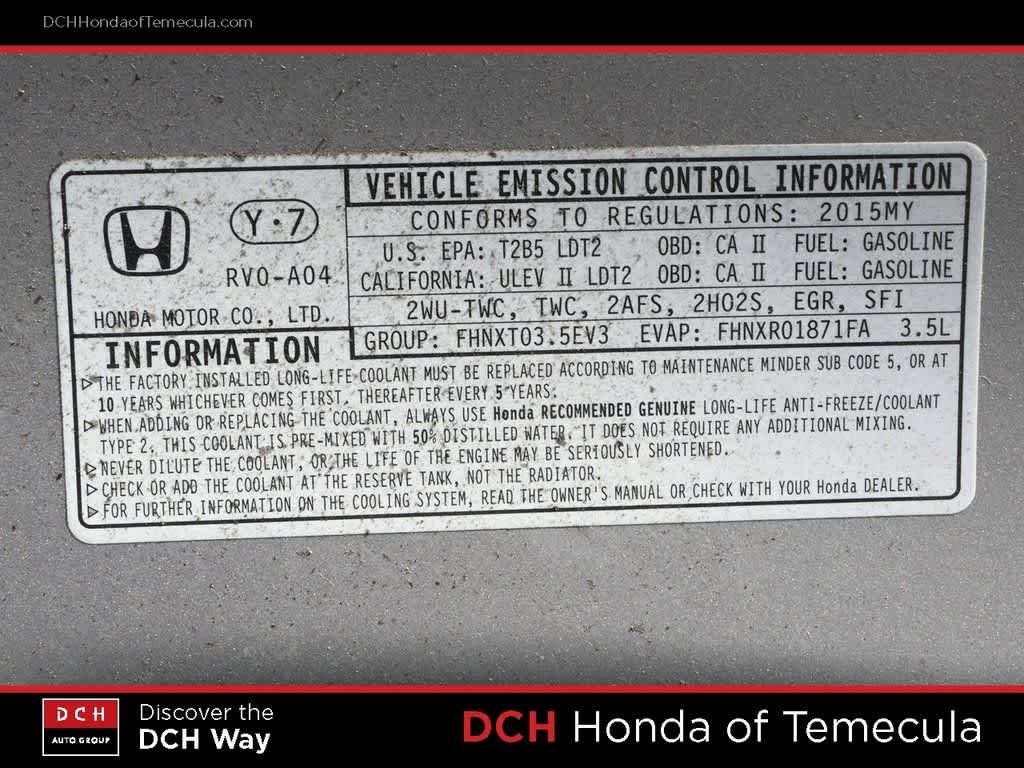 DCHHondaofTemecula.com
VEHICLE EMISSION CONTROL INFORMATION
Y·7
CONFORMS TO REGULATIONS: 2015MY
U.S. EPA: T2B5 LDT2 OBD: CA II FUEL: GASOLINE
RV0-A04
CALIFORNIA: ULEV II LDT2 OBD: CA II FUEL: GASOLINE
HONDA MOTOR CO., LTD.
2WU-TWC, TWC, 2AFS, 2HO2S, EGR, SFI
GROUP: FHNXT03.5EV3 EVAP: FHNXR01871FA 3.5L
INFORMATION
▷THE FACTORY INSTALLED LONG-LIFE COOLANT MUST BE REPLACED ACCORDING TO MAINTENANCE MINDER SUB CODE 5, OR AT
10 YEARS WHICHEVER COMES FIRST. THEREAFTER EVERY 5 YEARS.
▷WHEN ADDING OR REPLACING THE COOLANT, ALWAYS USE Honda RECOMMENDED GENUINE LONG-LIFE ANTI-FREEZE/COOLANT
TYPE 2. THIS COOLANT IS PRE-MIXED WITH 50% DISTILLED WATER. IT DOES NOT REQUIRE ANY ADDITIONAL MIXING.
▷NEVER DILUTE THE COOLANT, OR THE LIFE OF THE ENGINE MAY BE SERIOUSLY SHORTENED.
▷CHECK OR ADD THE COOLANT AT THE RESERVE TANK, NOT THE RADIATOR.
▷FOR FURTHER INFORMATION ON THE COOLING SYSTEM, READ THE OWNER'S MANUAL OR CHECK WITH YOUR Honda DEALER.
DCH
AUTO GROUP
Discover the
DCH Way
DCH Honda of Temecula